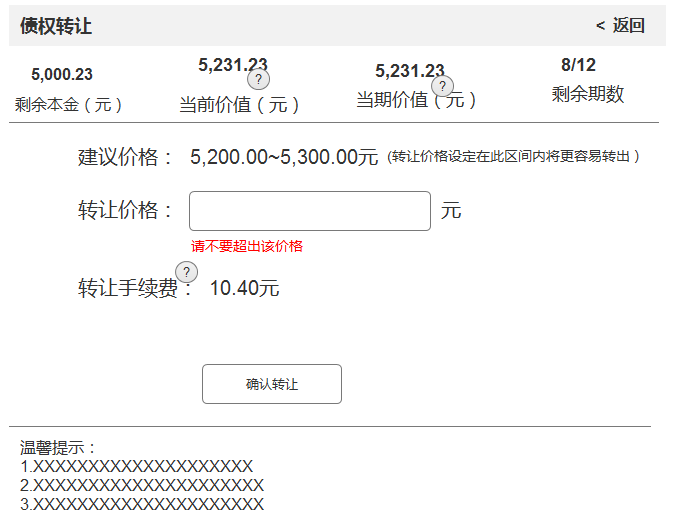 债权转让 < 返回
5,000.23 5,231.23 5,231.23 8/12
? ?
剩余本金（元） 当前价值（元） 当期价值（元） 剩余期数
建议价格： 5,200.00~5,300.00元 (转让价格设定在此区间内将更容易转出）
转让价格： 元
请不要超出该价格
?
转让手续费： 10.40元
确认转让
温馨提示：
1.XXXXXXXXXXXXXXXXXXXX
2.XXXXXXXXXXXXXXXXXXXXX
3.XXXXXXXXXXXXXXXXXXXXX